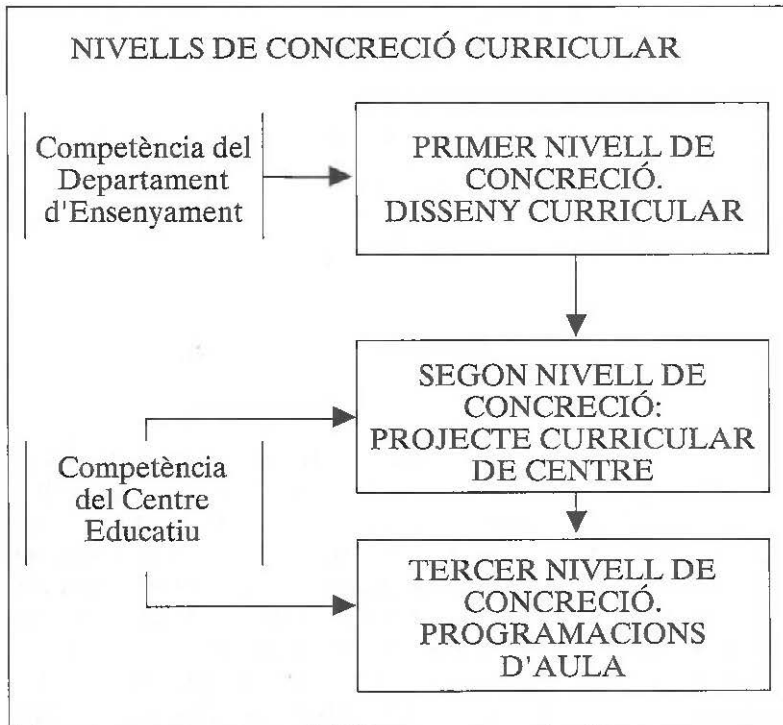 NIVELLS DE CONCRECIÓ CURRICULAR
Competència del
Departament
d'Ensenyament
PRIMER NIVELL DE
CONCRECIÓ.
DISSENY CURRICULAR
SEGON NIVELL DE
CONCRECIÓ:
PROJECTE CURRICULAR
DE CENTRE
Competència
del Centre
Educatiu
TERCER NIVELL DE
CONCRECIÓ.
PROGRAMACIONS
D'AULA